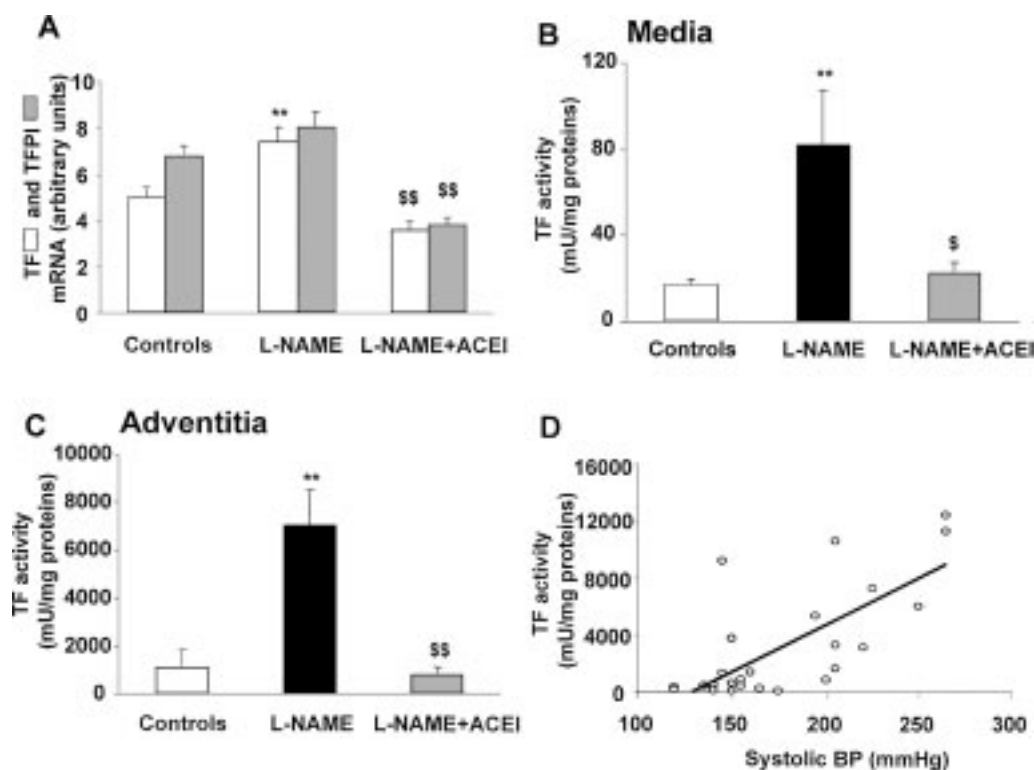 A
TF and TFPI
mRNA (arbitrary units)
10
8
6
4
2
0
**
$$ $$
Controls L-NAME L-NAME+ACEI
B Media
TF activity
(mU/mg proteins)
120
80
40
0
**
$
Controls L-NAME L-NAME+ACEI
C Adventitia
TF activity
(mU/mg proteins)
10000
8000
6000
4000
2000
0
**
$$
Controls L-NAME L-NAME+ACEI
D
TF activity
(mU/mg proteins)
16000
12000
8000
4000
0
100 150 200 250 300
Systolic BP (mmHg)